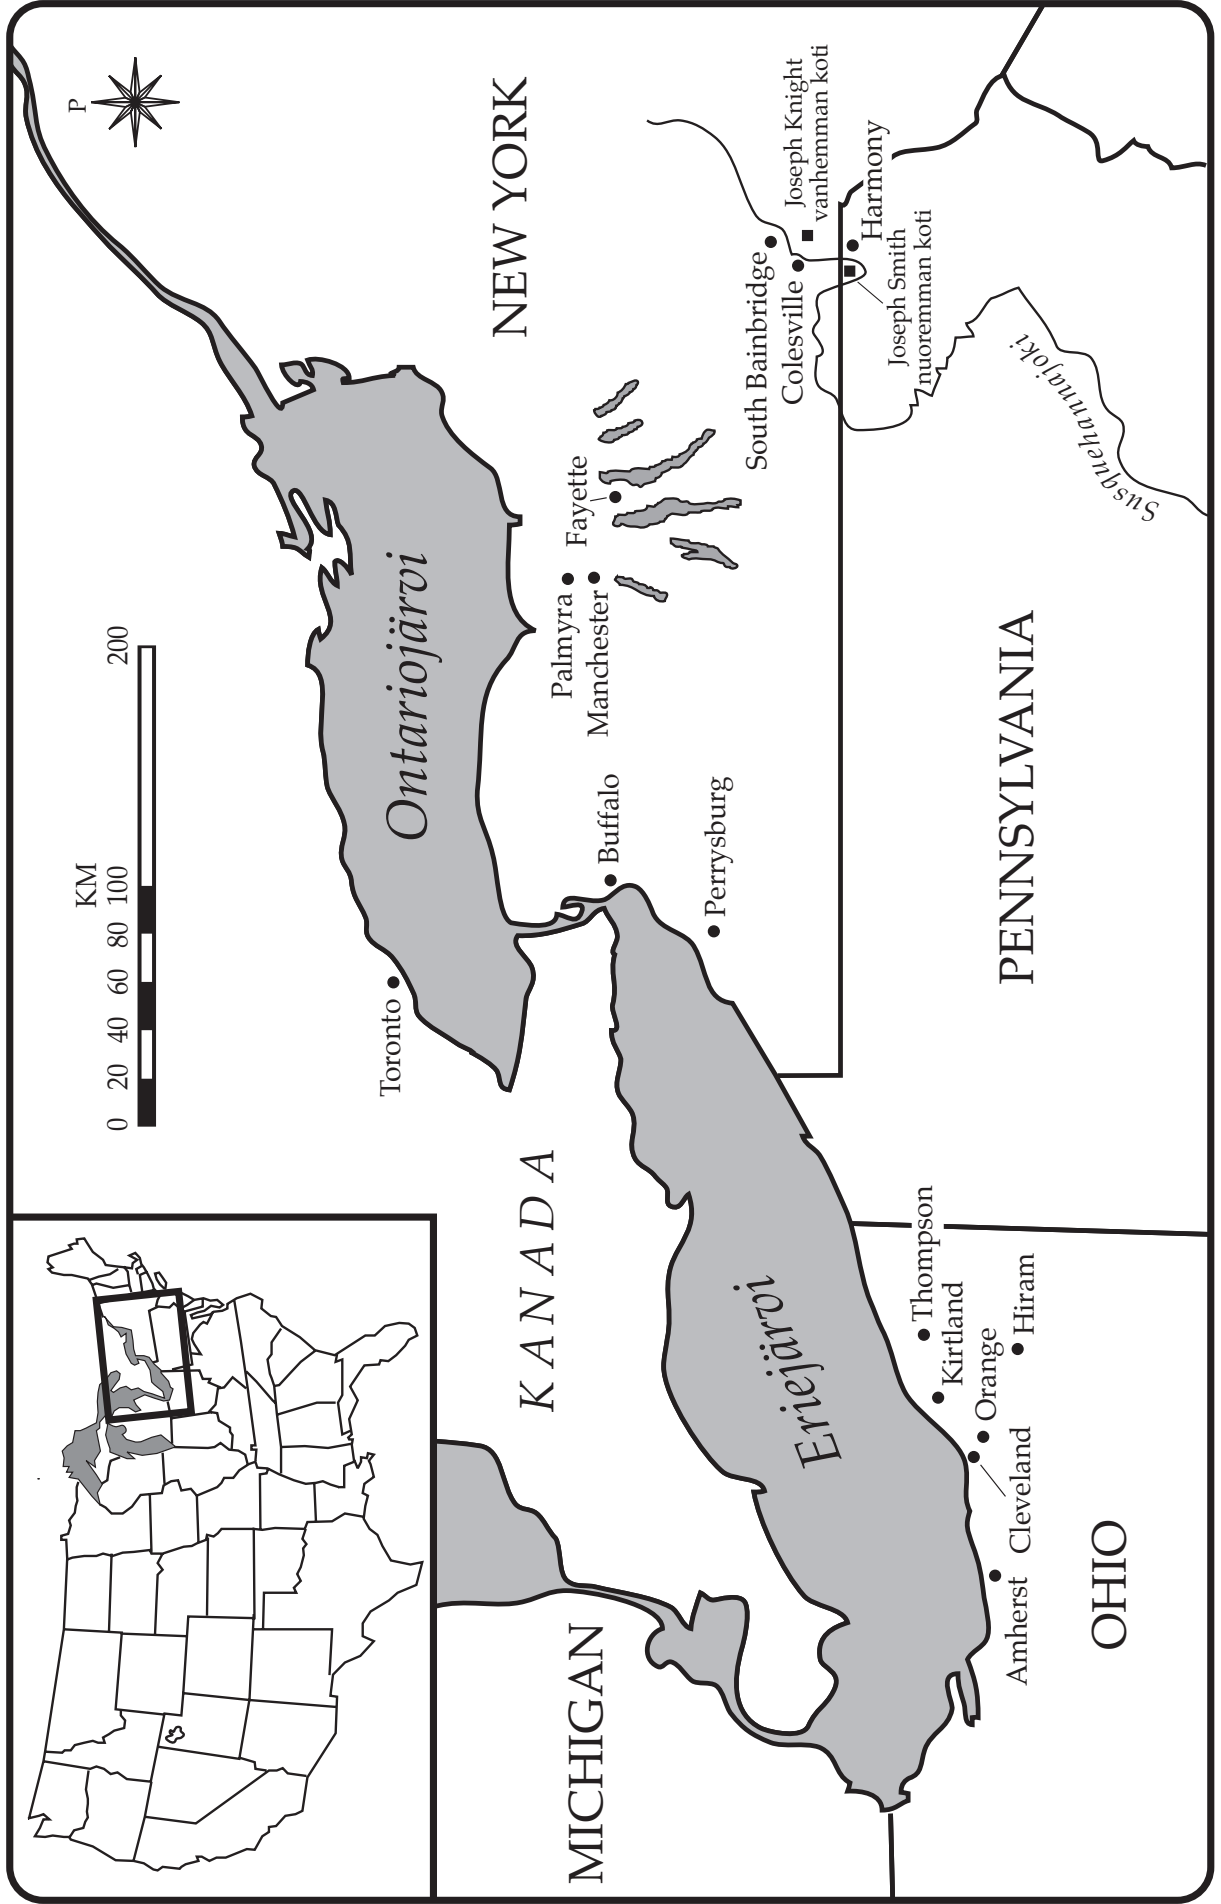 KM
0 20 40 60 80 100 200
P
Toronto
Ontariojärvi
KANADA
NEW YORK
MICHIGAN
Buffalo
Palmyra
Manchester
Fayette
Perrysburg
Eriejärvi
South Bainbridge
Colesville
Joseph Knight
vanhemman koti
Harmony
Joseph Smith
nuoremman koti
Susquehannajoki
Thompson
Kirtland
Orange
Hiram
Cleveland
Amherst
OHIO
PENNSYLVANIA